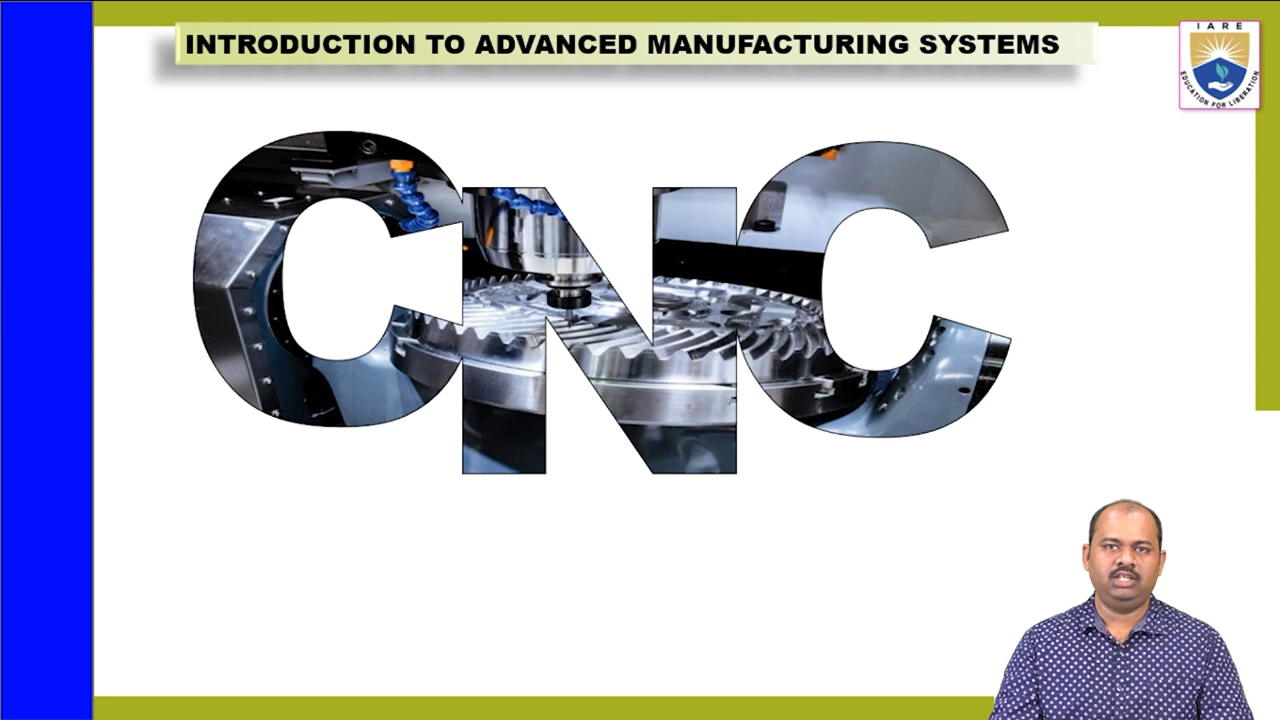 INTRODUCTION TO ADVANCED MANUFACTURING SYSTEMS
IARE
EDUCATION FOR LIBERATION
CNC